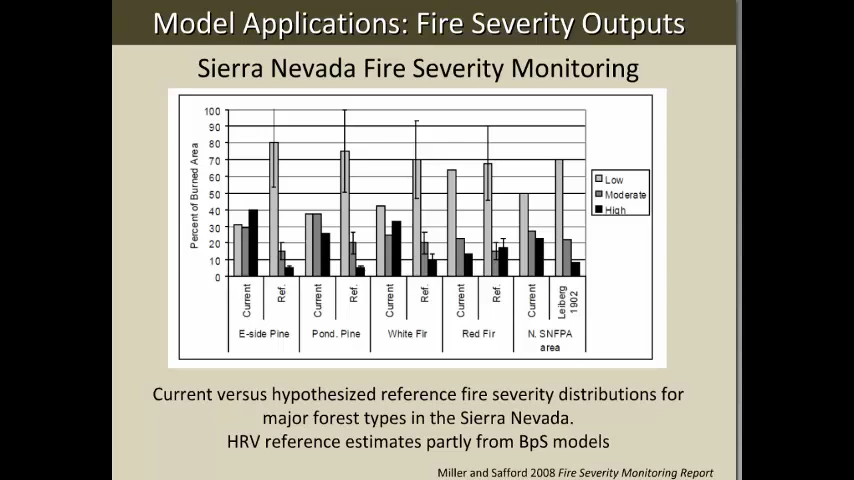 Model Applications: Fire Severity Outputs
Sierra Nevada Fire Severity Monitoring
Percent of Burned Area
100
90
80
70
60
50
40
30
20
10
0
Low
Moderate
High
Current Ref. Current Ref. Current Ref. Current Ref. Current Leiberg 1902
E-side Pine Pond. Pine White Fir Red Fir N. SNFPA
area
Current versus hypothesized reference fire severity distributions for
major forest types in the Sierra Nevada.
HRV reference estimates partly from BpS models
Miller and Safford 2008 Fire Severity Monitoring Report